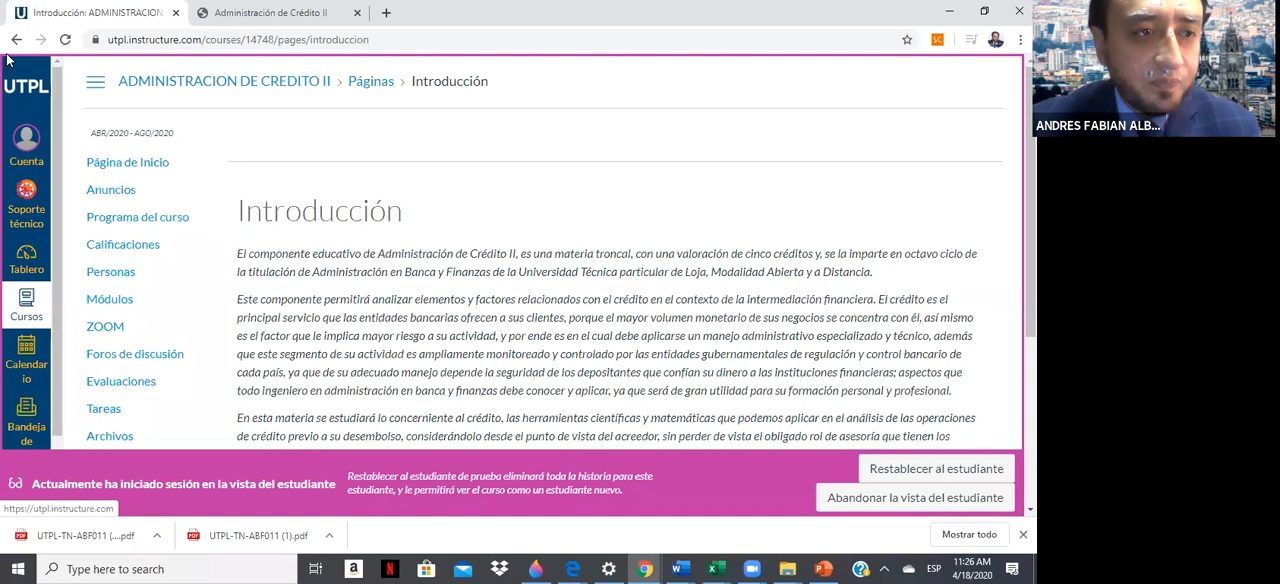 Introducción: ADMINISTRACION
Administración de Crédito II
utpl.instructure.com/courses/14748/pages/introduccion
SC
UTPL
ADMINISTRACION DE CREDITO II > Páginas > Introducción
ANDRES FABIAN ALB...
ABR/2020 - AGO/2020
Cuenta
Soporte técnico
Tablero
Cursos
Calendar
io
Bandeja
de
Página de Inicio
Anuncios
Programa del curso
Calificaciones
Personas
Módulos
ZOOM
Foros de discusión
Evaluaciones
Tareas
Archivos
Introducción
El componente educativo de Administración de Crédito II, es una materia troncal, con una valoración de cinco créditos y, se la imparte en octavo ciclo de
la titulación de Administración en Banca y Finanzas de la Universidad Técnica particular de Loja, Modalidad Abierta y a Distancia.
Este componente permitirá analizar elementos y factores relacionados con el crédito en el contexto de la intermediación financiera. El crédito es el
principal servicio que las entidades bancarias ofrecen a sus clientes, porque el mayor volumen monetario de sus negocios se concentra con él, así mismo
es el factor que le implica mayor riesgo a su actividad, y por ende es en el cual debe aplicarse un manejo administrativo especializado y técnico, además
que este segmento de su actividad es ampliamente monitoreado y controlado por las entidades gubernamentales de regulación y control bancario de
cada país, ya que de su adecuado manejo depende la seguridad de los depositantes que confían su dinero a las instituciones financieras; aspectos que
todo ingeniero en administración en banca y finanzas debe conocer y aplicar, ya que será de gran utilidad para su formación personal y profesional.
En esta materia se estudiará lo concerniente al crédito, las herramientas científicas y matemáticas que podemos aplicar en el análisis de las operaciones
de crédito previo a su desembolso, considerándolo desde el punto de vista del acreedor, sin perder de vista el obligado rol de asesoría que tienen los
Actualmente ha iniciado sesión en la vista del estudiante
Restablecer al estudiante de prueba eliminará toda la historia para este
estudiante, y le permitirá ver el curso como un estudiante nuevo.
Restablecer al estudiante
Abandonar la vista del estudiante
https://utpl.instructure.com
UTPL-TN-ABF011 (....pdf
UTPL-TN-ABF011 (1).pdf
Mostrar todo
Type here to search
ESP
11:26 AM
4/18/2020